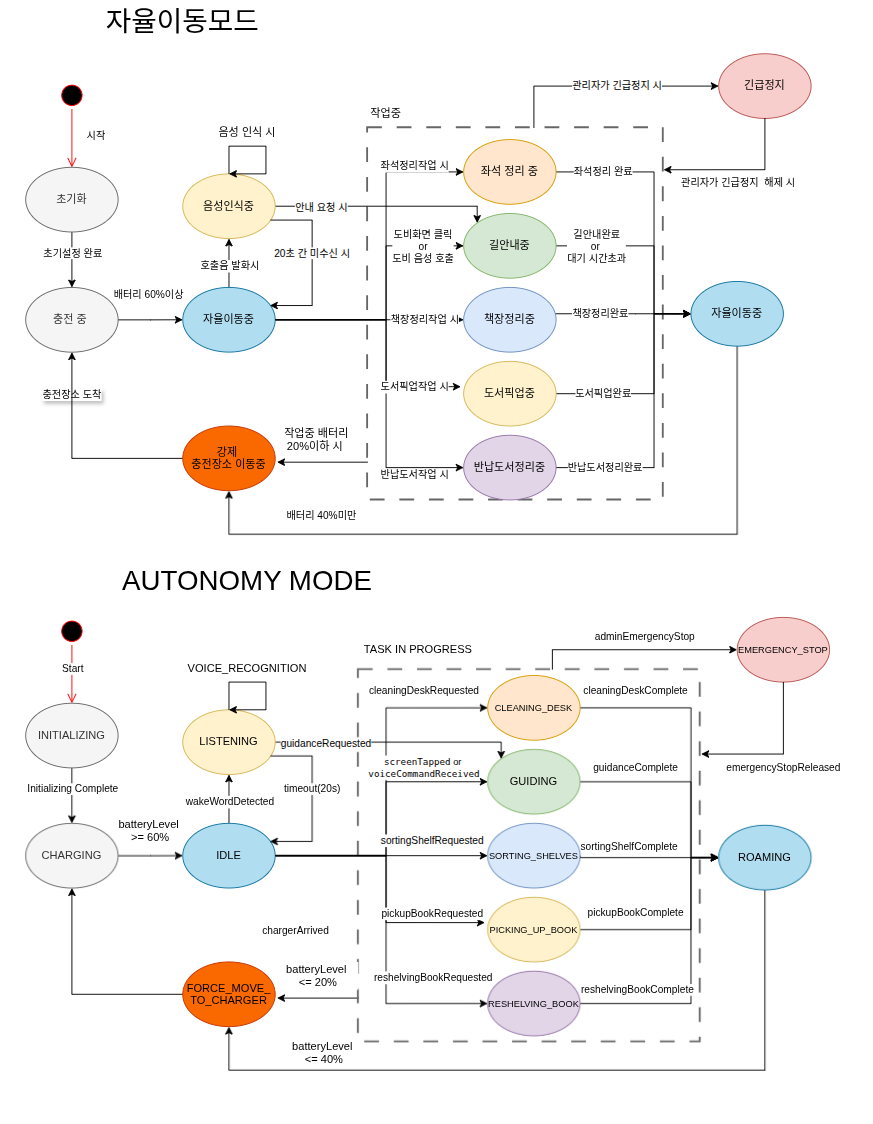 자율이동모드
시작
초기화
초기설정 완료
충전 중
배터리 60%이상
충전장소 도착
음성 인식 시
음성인식중
안내 요청 시
20초 간 미수신 시
호출음 발화시
자율이동중
강제
충전장소 이동중
작업중 배터리
20%이하 시
배터리 40%미만
작업중
좌석정리작업 시
좌석 정리 중
좌석정리 완료
도비화면 클릭
or
도비 음성 호출
길안내중
길안내완료
or
대기 시간초과
책장정리작업 시
책장정리중
책장정리완료
도서픽업작업 시
도서픽업중
도서픽업완료
반납도서작업 시
반납도서정리중
반납도서정리완료
관리자가 긴급정지 시
긴급정지
관리자가 긴급정지 해제 시
자율이동중
AUTONOMY MODE
Start
INITIALIZING
Initializing Complete
CHARGING
batteryLevel
>= 60%
VOICE_RECOGNITION
LISTENING
guidanceRequested
timeout(20s)
wakeWordDetected
IDLE
chargerArrived
FORCE_MOVE_
TO_CHARGER
batteryLevel
<= 20%
batteryLevel
<= 40%
TASK IN PROGRESS
cleaningDeskRequested
CLEANING_DESK
cleaningDeskComplete
screenTapped or
voiceCommandReceived
GUIDING
guidanceComplete
sortingShelfRequested
SORTING_SHELVES
sortingShelfComplete
pickupBookRequested
PICKING_UP_BOOK
pickupBookComplete
reshelvingBookRequested
RESHELVING_BOOK
reshelvingBookComplete
adminEmergencyStop
EMERGENCY_STOP
emergencyStopReleased
ROAMING